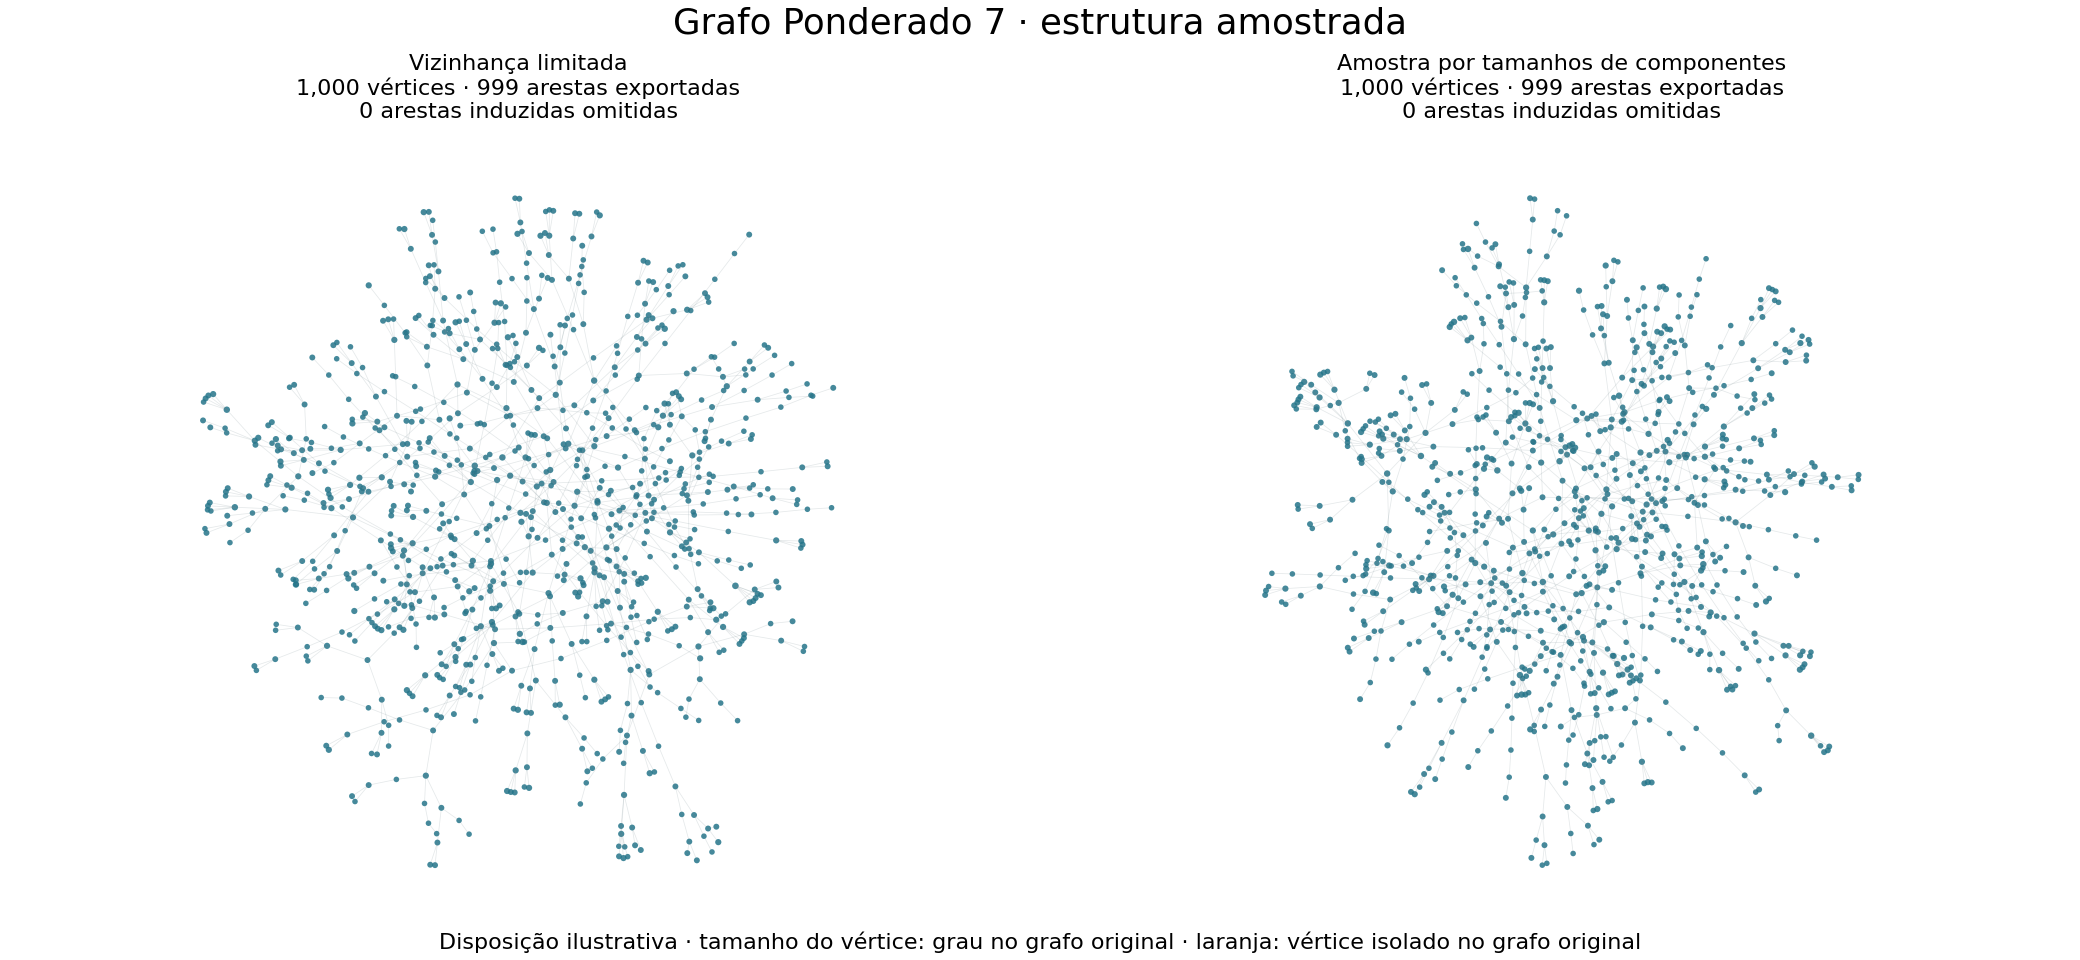 Grafo Ponderado 7 · estrutura amostrada
Vizinhança limitada
1,000 vértices · 999 arestas exportadas
0 arestas induzidas omitidas
Amostra por tamanhos de componentes
1,000 vértices · 999 arestas exportadas
0 arestas induzidas omitidas
Disposição ilustrativa · tamanho do vértice: grau no grafo original · laranja: vértice isolado no grafo original